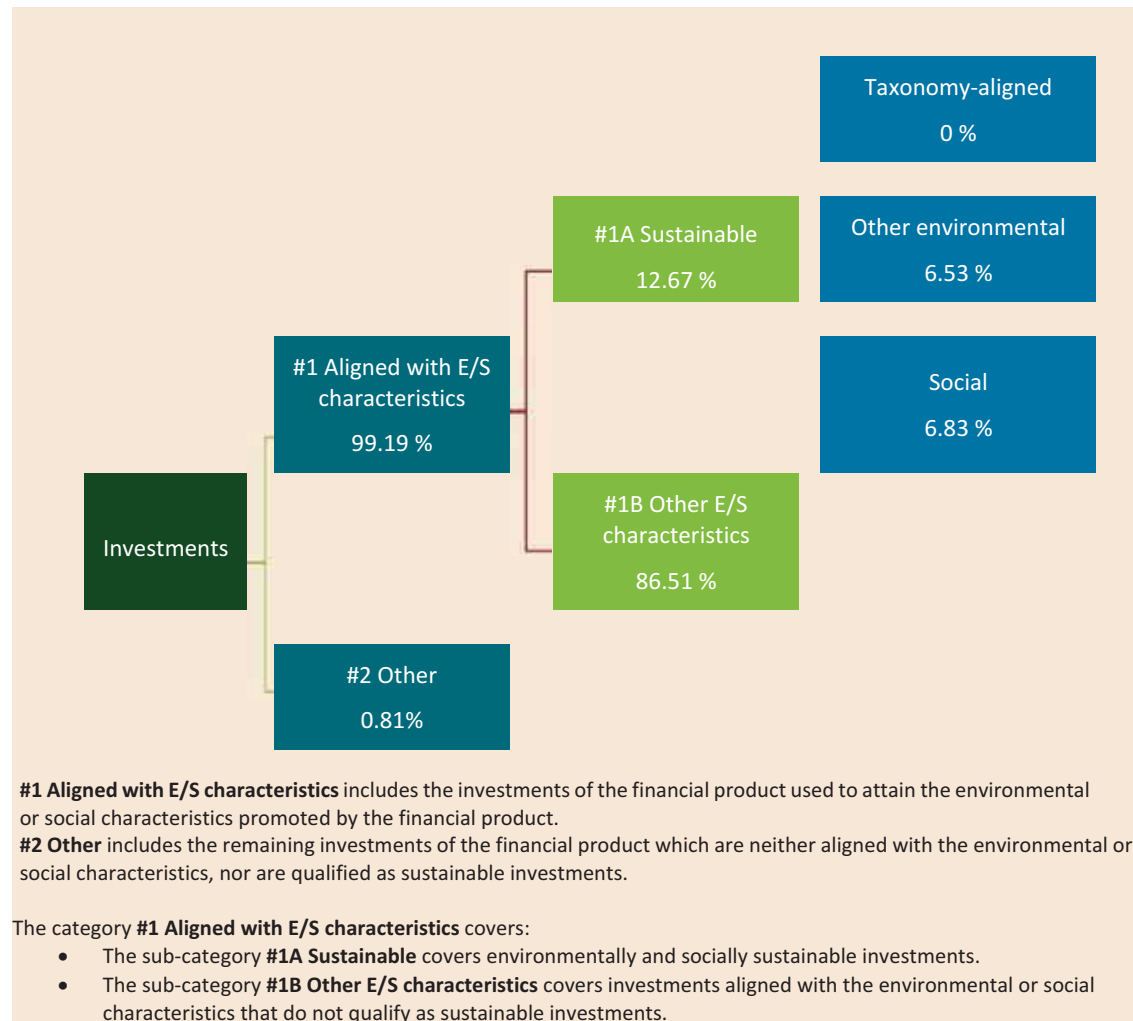 Taxonomy-aligned
0 %
#1A Sustainable
12.67 %
Other environmental
6.53 %
#1 Aligned with E/S
characteristics
99.19 %
Social
6.83 %
Investments
#1B Other E/S
characteristics
86.51 %
#2 Other
0.81%
#1 Aligned with E/S characteristics includes the investments of the financial product used to attain the environmental
or social characteristics promoted by the financial product.
#2 Other includes the remaining investments of the financial product which are neither aligned with the environmental or
social characteristics, nor are qualified as sustainable investments.
The category #1 Aligned with E/S characteristics covers:
• The sub-category #1A Sustainable covers environmentally and socially sustainable investments.
• The sub-category #1B Other E/S characteristics covers investments aligned with the environmental or social
characteristics that do not qualify as sustainable investments.